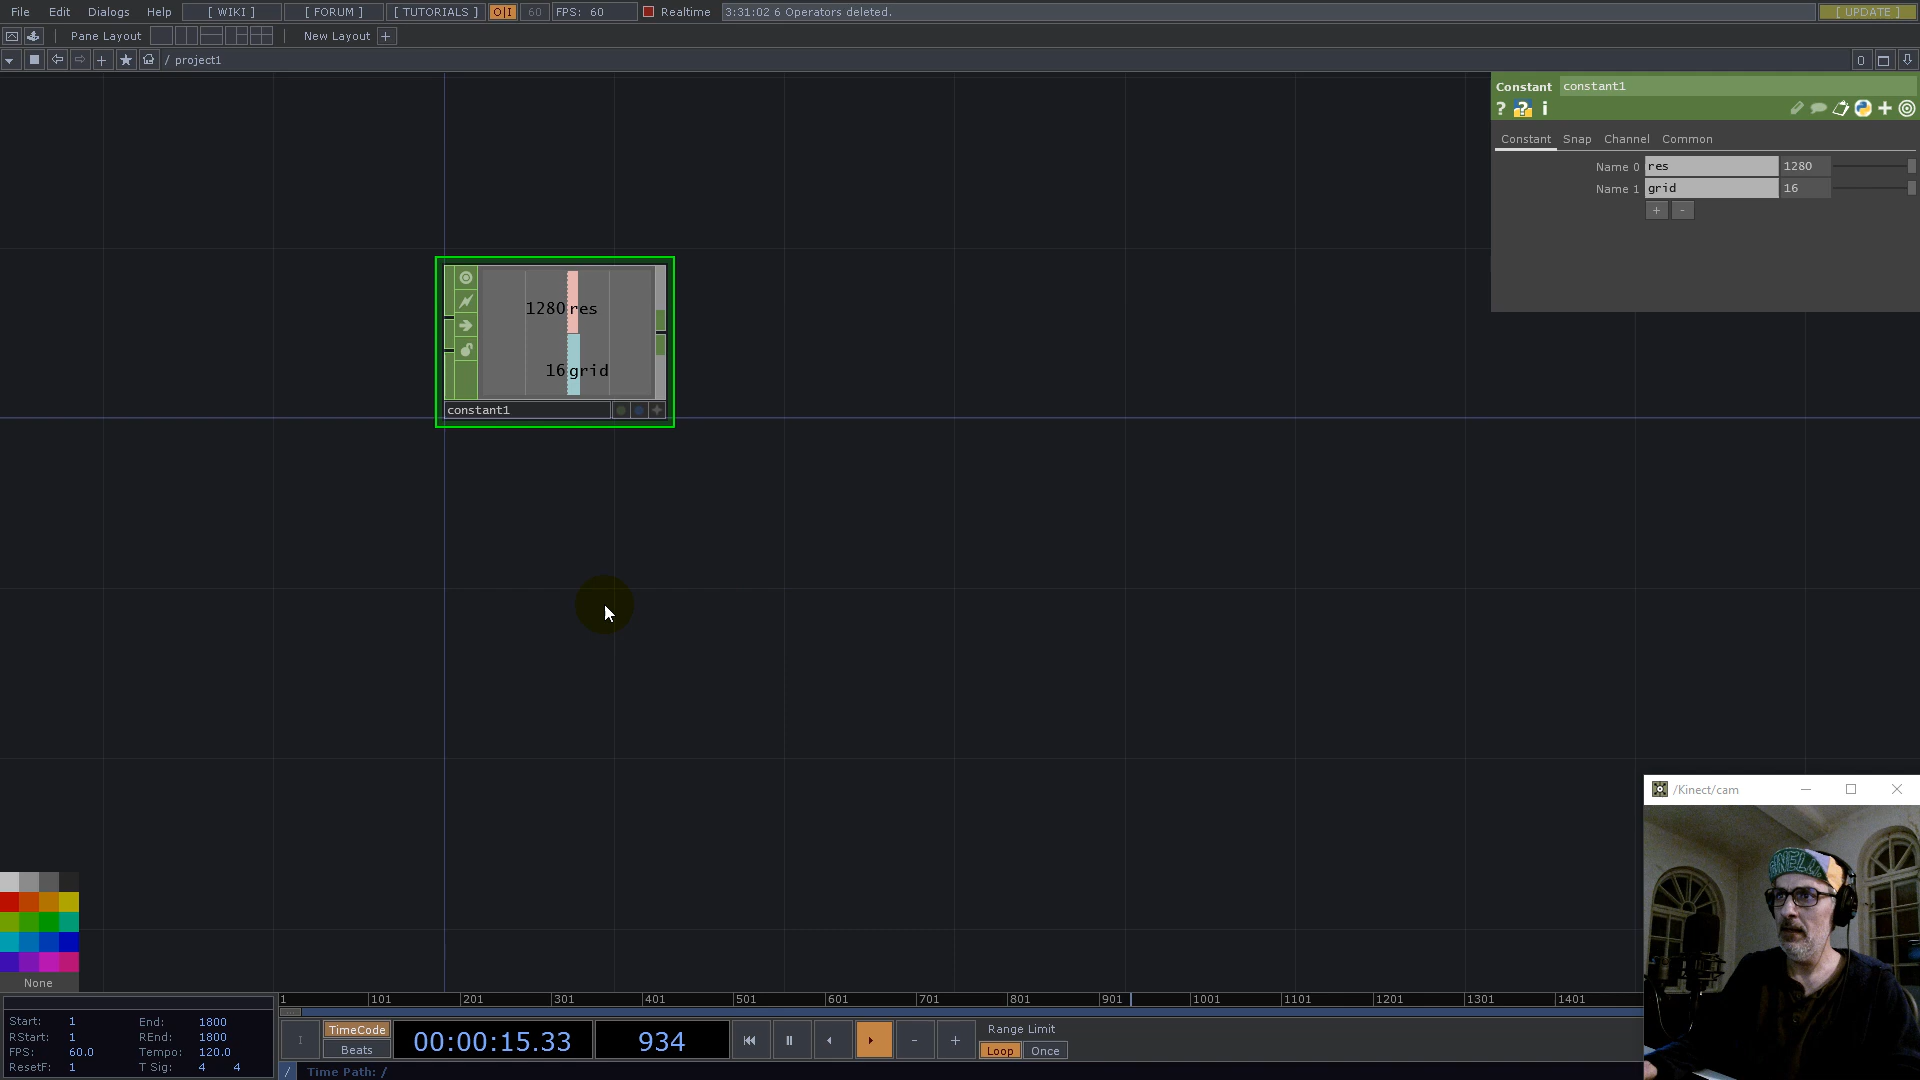 File Edit Dialogs Help [ WIKI ] [ FORUM ] [ TUTORIALS ] O|I 60 FPS: 60 Realtime 3:31:02 6 Operators deleted. [ UPDATE ]
Pane Layout New Layout +
/ project1 0
Constant constant1
? ? i
Constant Snap Channel Common
Name 0 res 1280
Name 1 grid 16
+ -
1280 res
16 grid
constant1
/Kinect/cam
None
1 101 201 301 401 501 601 701 801 901 1001 1101 1201 1301 1401
Start: 1 End: 1800
RStart: 1 REnd: 1800
FPS: 60.0 Tempo: 120.0
ResetF: 1 T Sig: 4 4
I TimeCode 00:00:15.33 934 - + Range Limit
Beats Loop Once
/ Time Path: /